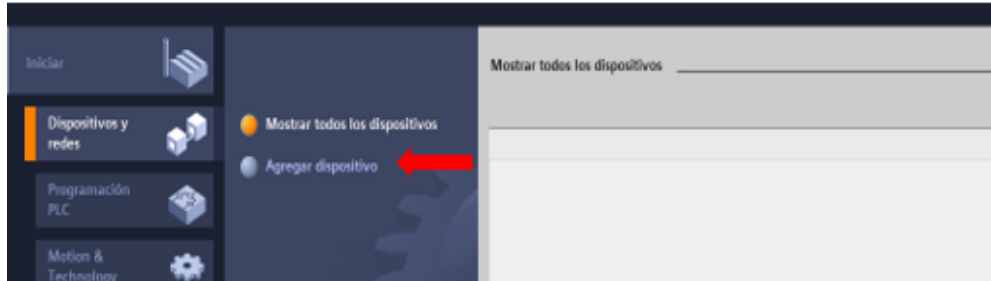 Iniciar
Dispositivos y
redes
Programación
PLC
Motion &
Technology
Mostrar todos los dispositivos
Agregar dispositivo
Mostrar todos los dispositivos